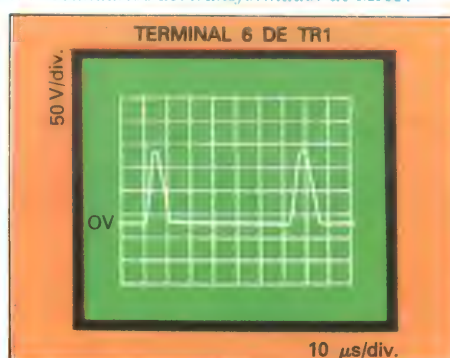 TERMINAL 6 DE TR1
50 V/div.
OV
10 μs/div.